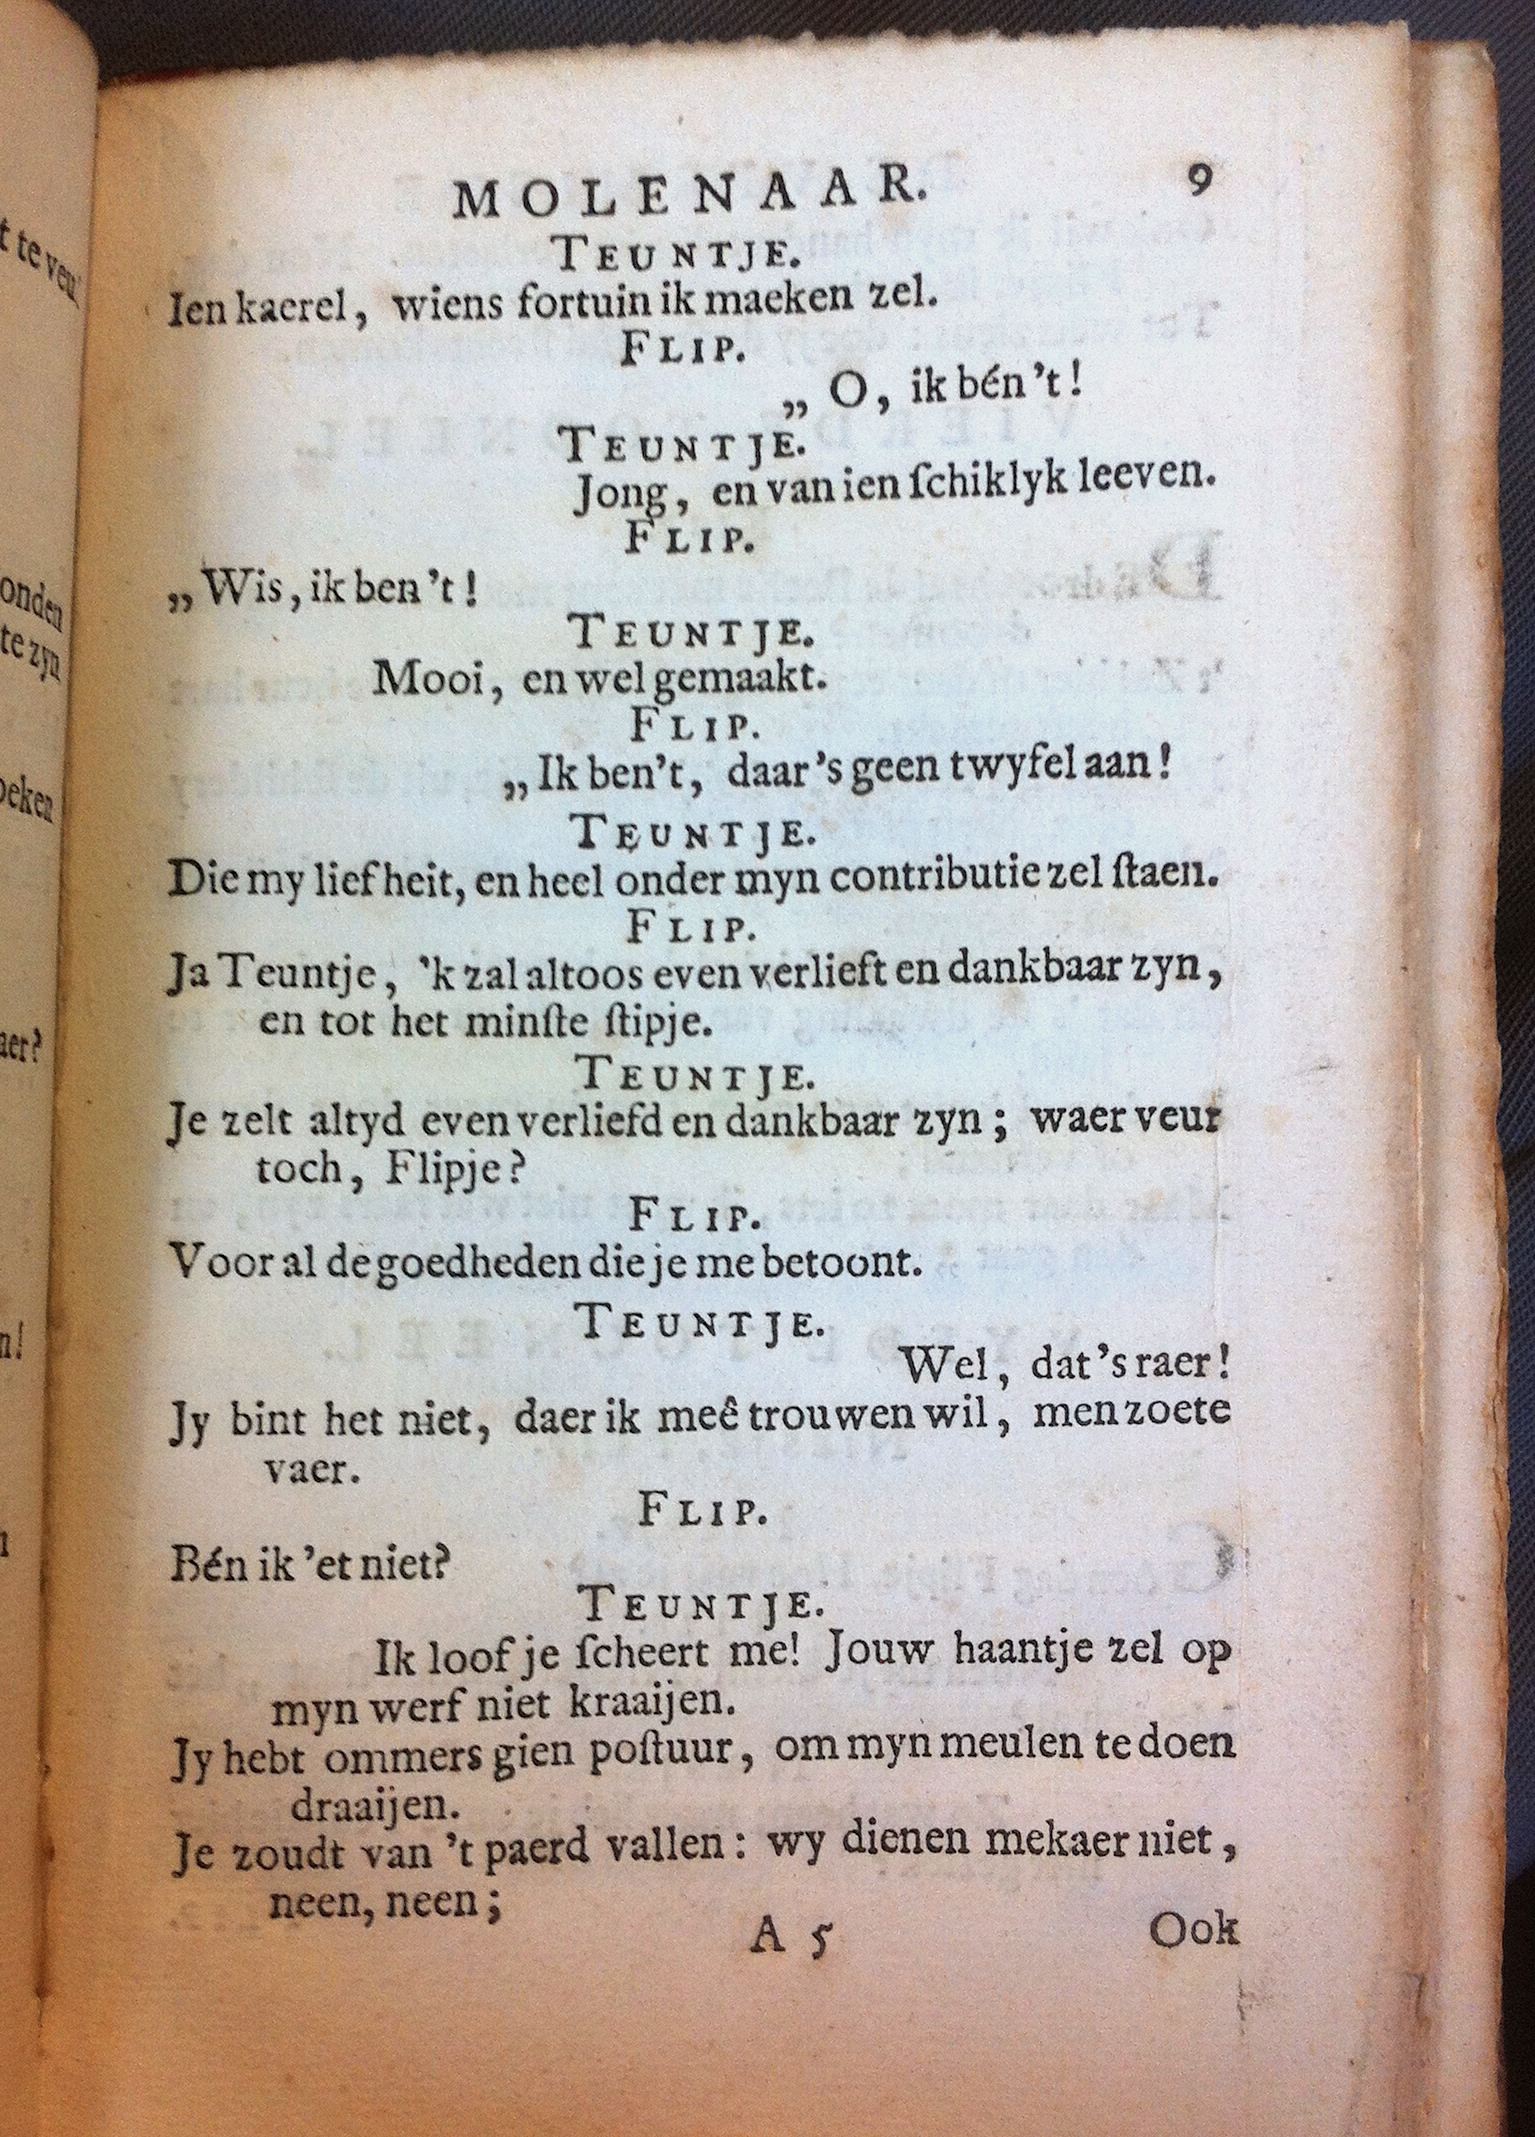 MOLENAAR. 9
TEUNTJE.
Ien kaerel, wiens fortuin ik maeken zel.
FLIP.
„ O, ik bén 't!
TEUNTJE.
Jong, en van ien ſchiklyk leeven.
FLIP.
„ Wis, ik ben 't!
TEUNTJE.
Mooi, en wel gemaakt.
FLIP.
„ Ik ben't, daar 's geen twyfel aan!
TEUNTJE.
Die my lief heit, en heel onder myn contributie zel ſtaen.
FLIP.
Ja Teuntje, 'k zal altoos even verlieft en dankbaar zyn,
en tot het minſte ſtipje.
TEUNTJE.
Je zelt altyd even verliefd en dankbaar zyn; waer veur
toch, Flipje?
FLIP.
Voor al de goedheden die je me betoont.
TEUNTJE.
Wel, dat 's raer!
Jy bint het niet, daer ik meê trouwen wil, men zoete
vaer.
FLIP.
Bén ik 'et niet?
TEUNTJE.
Ik loof je ſcheert me! Jouw haantje zel op
myn werf niet kraaijen.
Jy hebt ommers gien poſtuur, om myn meulen te doen
draaijen.
Je zoudt van 't paerd vallen: wy dienen mekaer niet,
neen, neen;
A 5 Ook